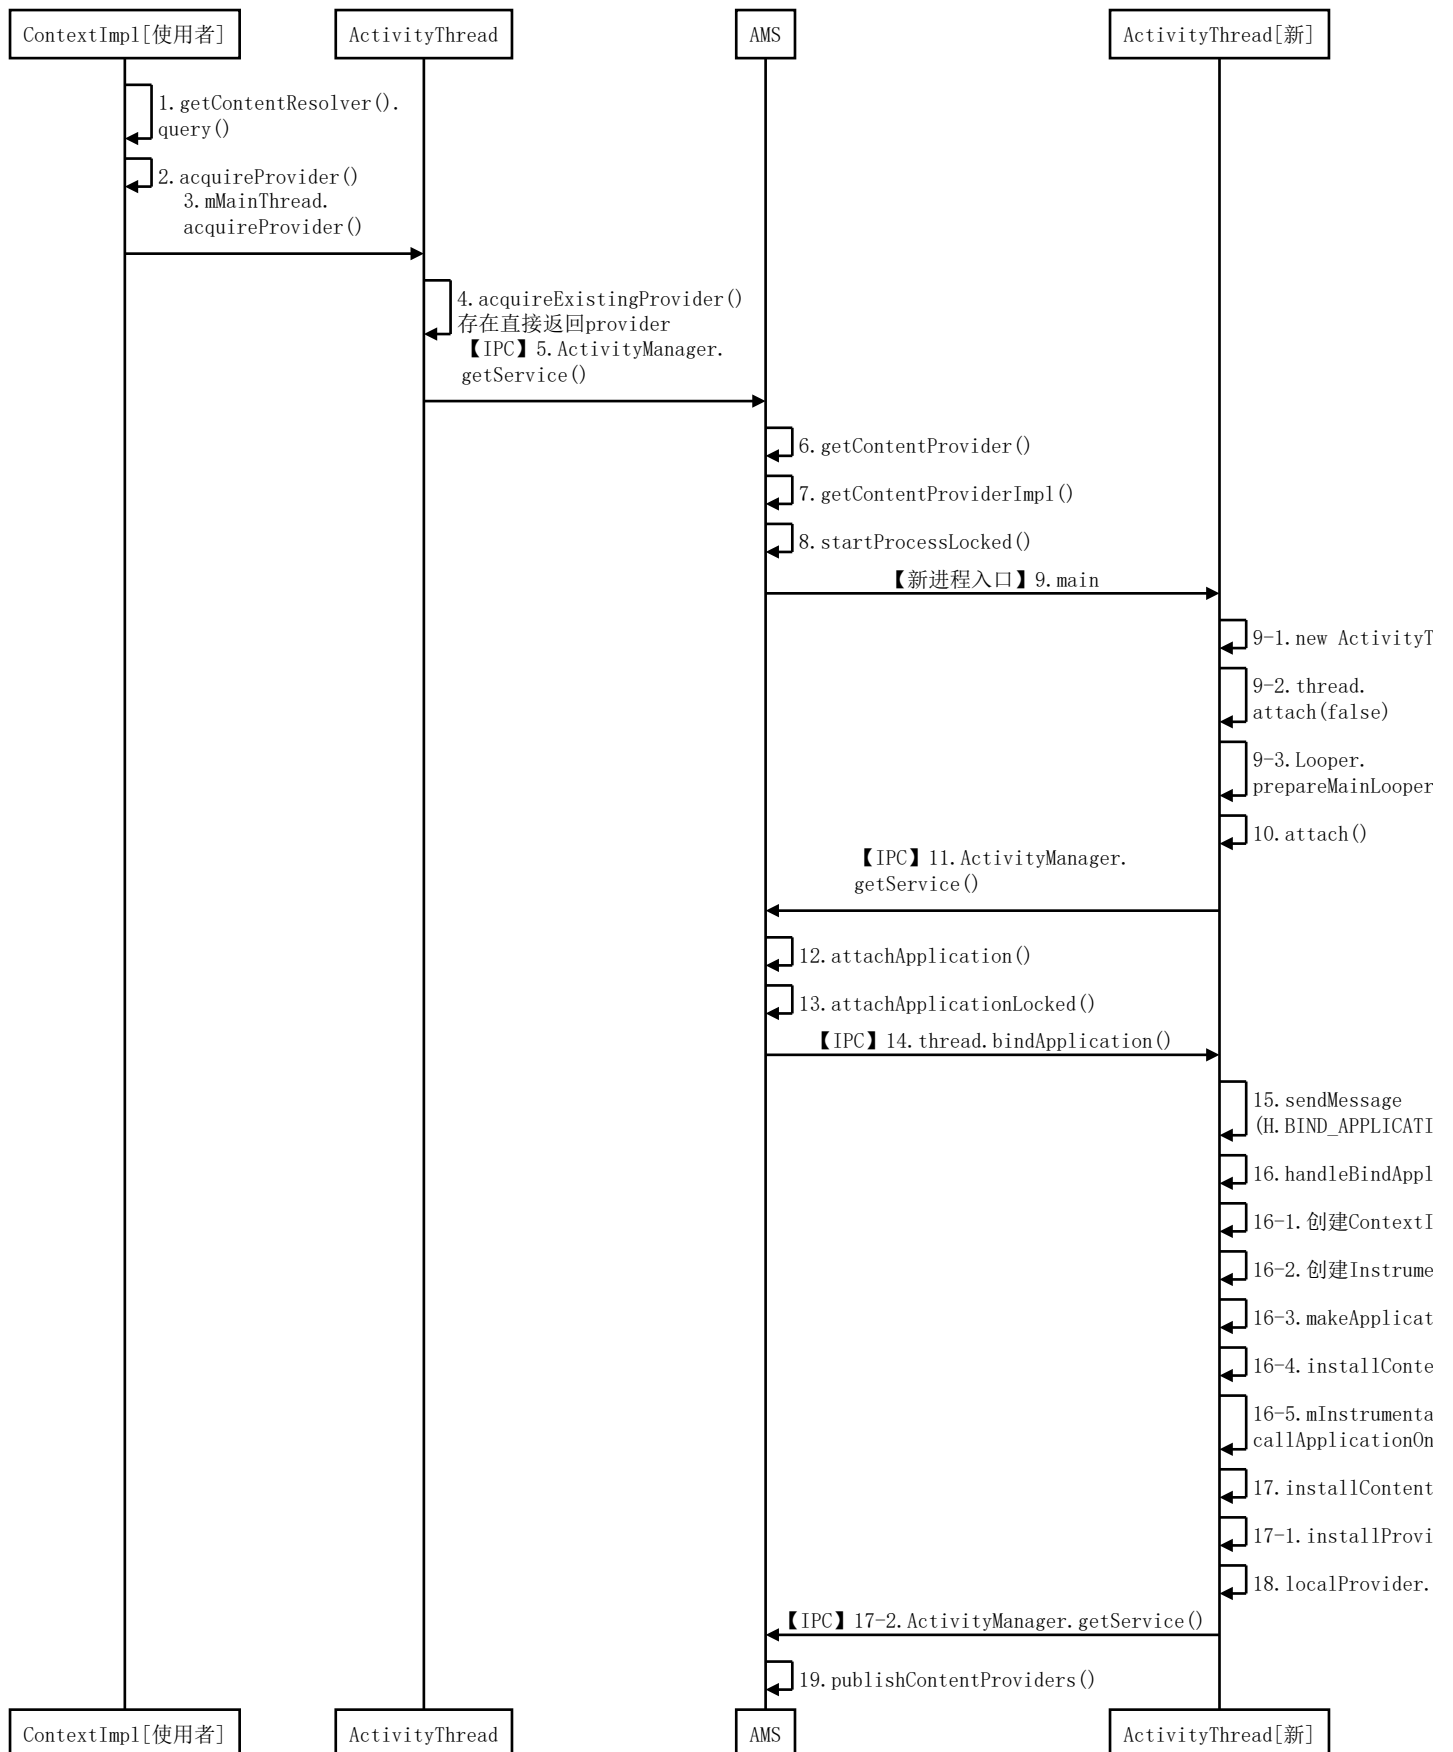 ContextImpl[使用者]
ActivityThread
AMS
ActivityThread[新]
1.getContentResolver().
query()
2.acquireProvider()
3.mMainThread.
acquireProvider()
4.acquireExistingProvider()
存在直接返回provider
【IPC】5.ActivityManager.
getService()
6.getContentProvider()
7.getContentProviderImpl()
8.startProcessLocked()
【新进程入口】9.main
9-1.new ActivityT
9-2.thread.
attach(false)
9-3.Looper.
prepareMainLooper
10.attach()
【IPC】11.ActivityManager.
getService()
12.attachApplication()
13.attachApplicationLocked()
【IPC】14.thread.bindApplication()
15.sendMessage
(H.BIND_APPLICATI
16.handleBindAppl
16-1.创建ContextI
16-2.创建Instrume
16-3.makeApplicat
16-4.installConte
16-5.mInstrumenta
callApplicationOn
17.installContent
17-1.installProvi
18.localProvider.
【IPC】17-2.ActivityManager.getService()
19.publishContentProviders()
ContextImpl[使用者]
ActivityThread
AMS
ActivityThread[新]